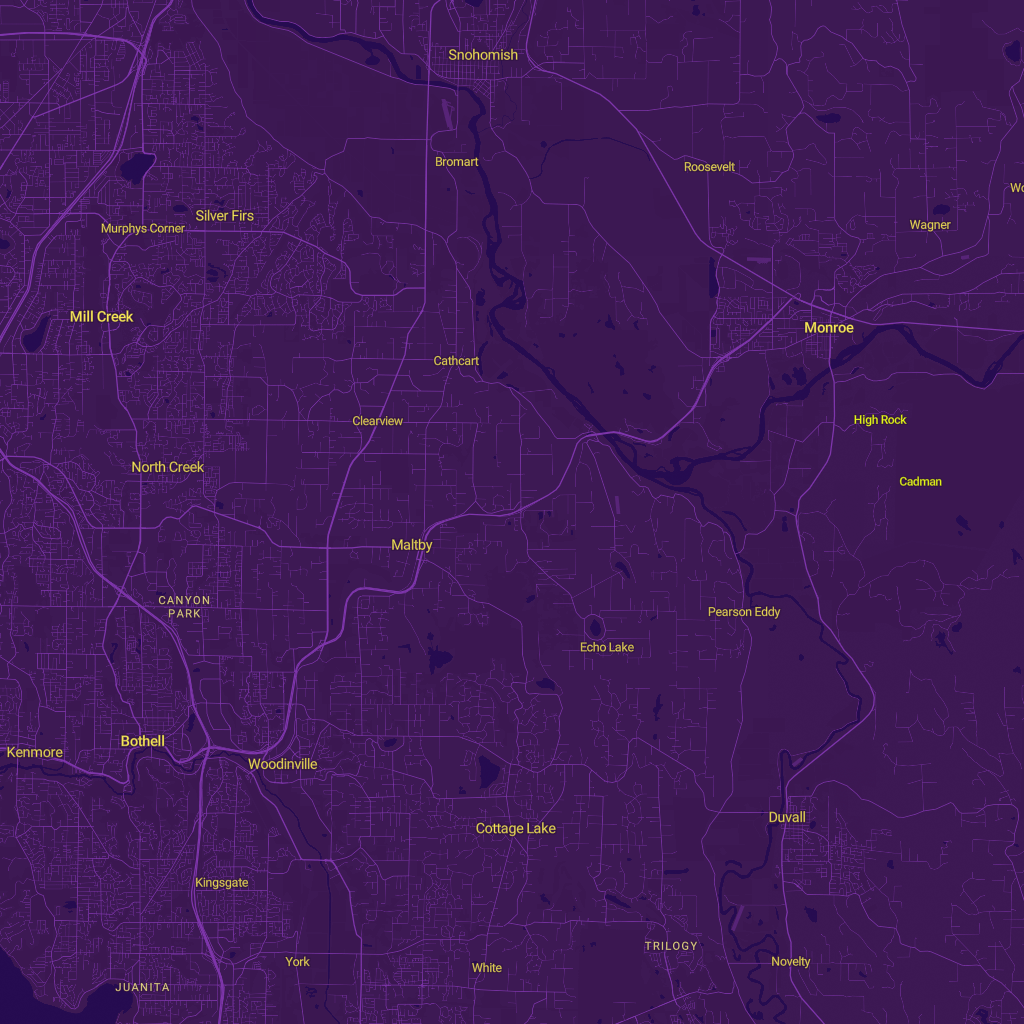 Snohomish
Bromart
Roosevelt
Wo
Silver Firs
Murphys Corner
Wagner
Mill Creek
Monroe
Cathcart
Clearview
High Rock
North Creek
Cadman
Maltby
CANYON
PARK
Pearson Eddy
Echo Lake
Bothell
Kenmore
Woodinville
Duvall
Cottage Lake
Kingsgate
TRILOGY
York
White
Novelty
JUANITA